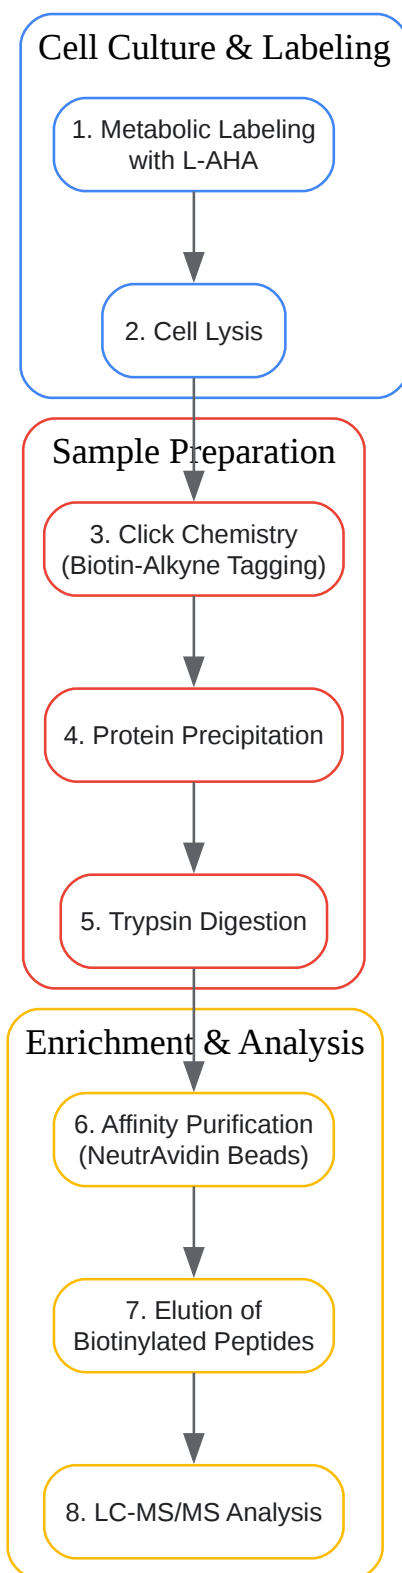 Cell Culture & Labeling
1. Metabolic Labeling
with L-AHA
2. Cell Lysis
Sample Preparation
3. Click Chemistry
(Biotin-Alkyne Tagging)
4. Protein Precipitation
5. Trypsin Digestion
Enrichment & Analysis
6. Affinity Purification
(NeutrAvidin Beads)
7. Elution of
Biotinylated Peptides
8. LC-MS/MS Analysis